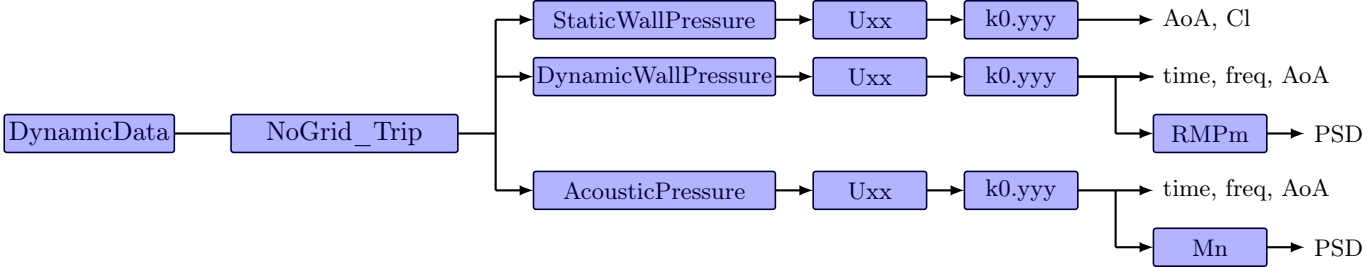 StaticWallPressure Uxx k0.yyy AoA, Cl
DynamicWallPressure Uxx k0.yyy time, freq, AoA
DynamicData NoGrid_Trip RMPm PSD
AcousticPressure Uxx k0.yyy time, freq, AoA
Mn PSD